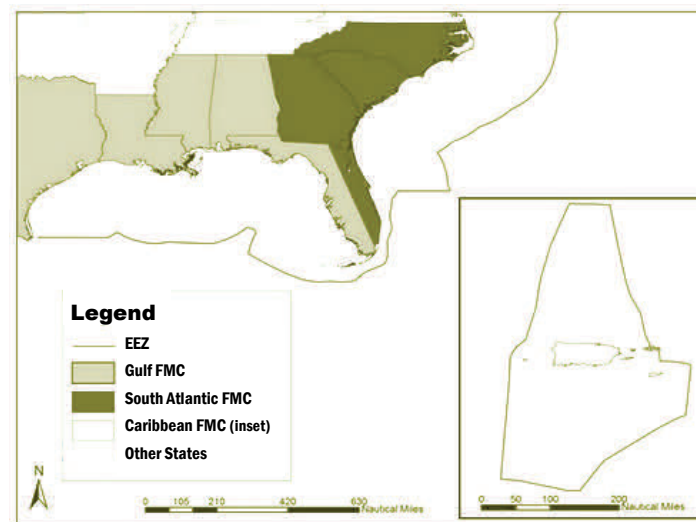 Legend
EEZ
Gulf FMC
South Atlantic FMC
Caribbean FMC (inset)
Other States
N
0 105 210 420 630
Nautical Miles
0 50 100 200
Nautical Miles